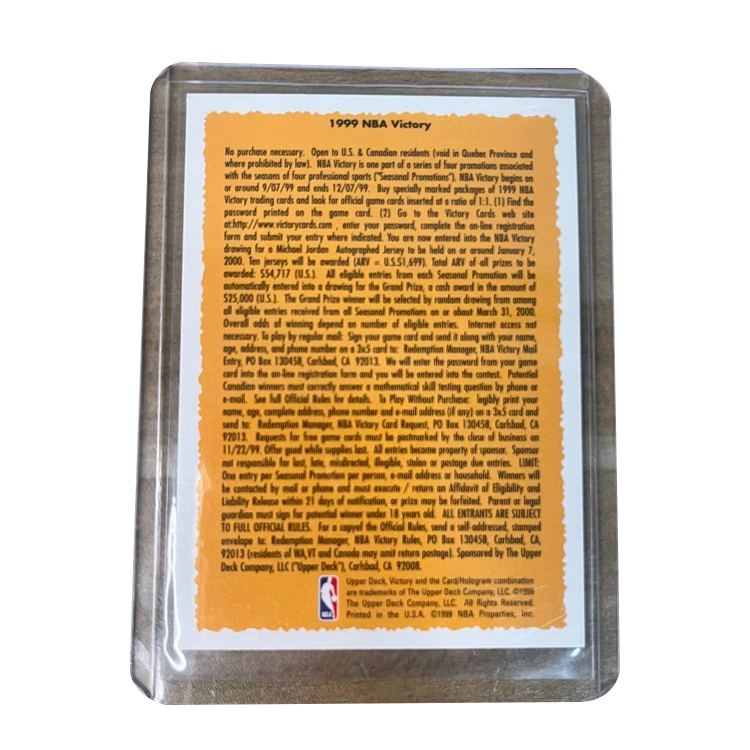 1999 NBA Victory
No purchase necessary. Open to U.S. & Canadian residents (void in Quebec Province and
where prohibited by law). NBA Victory is one part of a series of four promotions associated
with the seasons of four professional sports ("Seasonal Promotions"). NBA Victory begins on
or around 9/07/99 and ends 12/07/99. Buy specially marked packages of 1999 NBA
Victory trading cards and look for official game cards inserted at a ratio of 1:1. (1) Find the
password printed on the game card. (2) Go to the Victory Cards web site
at:http://www.victorycards.com , enter your password, complete the on-line registration
form and submit your entry where indicated. You are now entered into the NBA Victory
drawing for a Michael Jordan Autographed Jersey to be held on or around January 7,
2000. Ten jerseys will be awarded (ARV = U.S.$1,699). Total ARV of all prizes to be
awarded: $54,717 (U.S.). All eligible entries from each Seasonal Promotion will be
automatically entered into a drawing for the Grand Prize, a cash award in the amount of
$25,000 (U.S.). The Grand Prize winner will be selected by random drawing from among
all eligible entries received from all Seasonal Promotions on or about March 31, 2000.
Overall odds of winning depend on number of eligible entries. Internet access not
necessary. To play by regular mail: Sign your game card and send it along with your name,
age, address, and phone number on a 3x5 card to: Redemption Manager, NBA Victory Mail
Entry, PO Box 130458, Carlsbad, CA 92013. We will enter the password from your game
card into the on-line registration form and you will be entered into the contest. Potential
Canadian winners must correctly answer a mathematical skill testing question by phone or
e-mail. See full Official Rules for details. To Play Without Purchase: legibly print your
name, age, complete address, phone number and e-mail address (if any) on a 3x5 card and
send to: Redemption Manager, NBA Victory Card Request, PO Box 130458, Carlsbad, CA
92013. Requests for free game cards must be postmarked by the close of business on
11/22/99. Offer good while supplies last. All entries become property of sponsor. Sponsor
not responsible for lost, late, misdirected, illegible, stolen or postage due entries. LIMIT:
One entry per Seasonal Promotion per person, e-mail address or household. Winners will
be contacted by mail or phone and must execute / return an Affidavit of Eligibility and
Liability Release within 21 days of notification, or prize may be forfeited. Parent or legal
guardian must sign for potential winner under 18 years old. ALL ENTRANTS ARE SUBJECT
TO FULL OFFICIAL RULES. For a copyof the Official Rules, send a self-addressed, stamped
envelope to: Redemption Manager, NBA Victory Rules, PO Box 130458, Carlsbad, CA
92013 (residents of WA,VT and Canada may omit return postage). Sponsored by The Upper
Deck Company, LLC ("Upper Deck"), Carlsbad, CA 92008.
Upper Deck, Victory and the Card/Hologram combination
are trademarks of The Upper Deck Company, LLC. ©1999
The Upper Deck Company, LLC. All Rights Reserved.
Printed in the U.S.A. ©1999 NBA Properties, Inc.
NBA